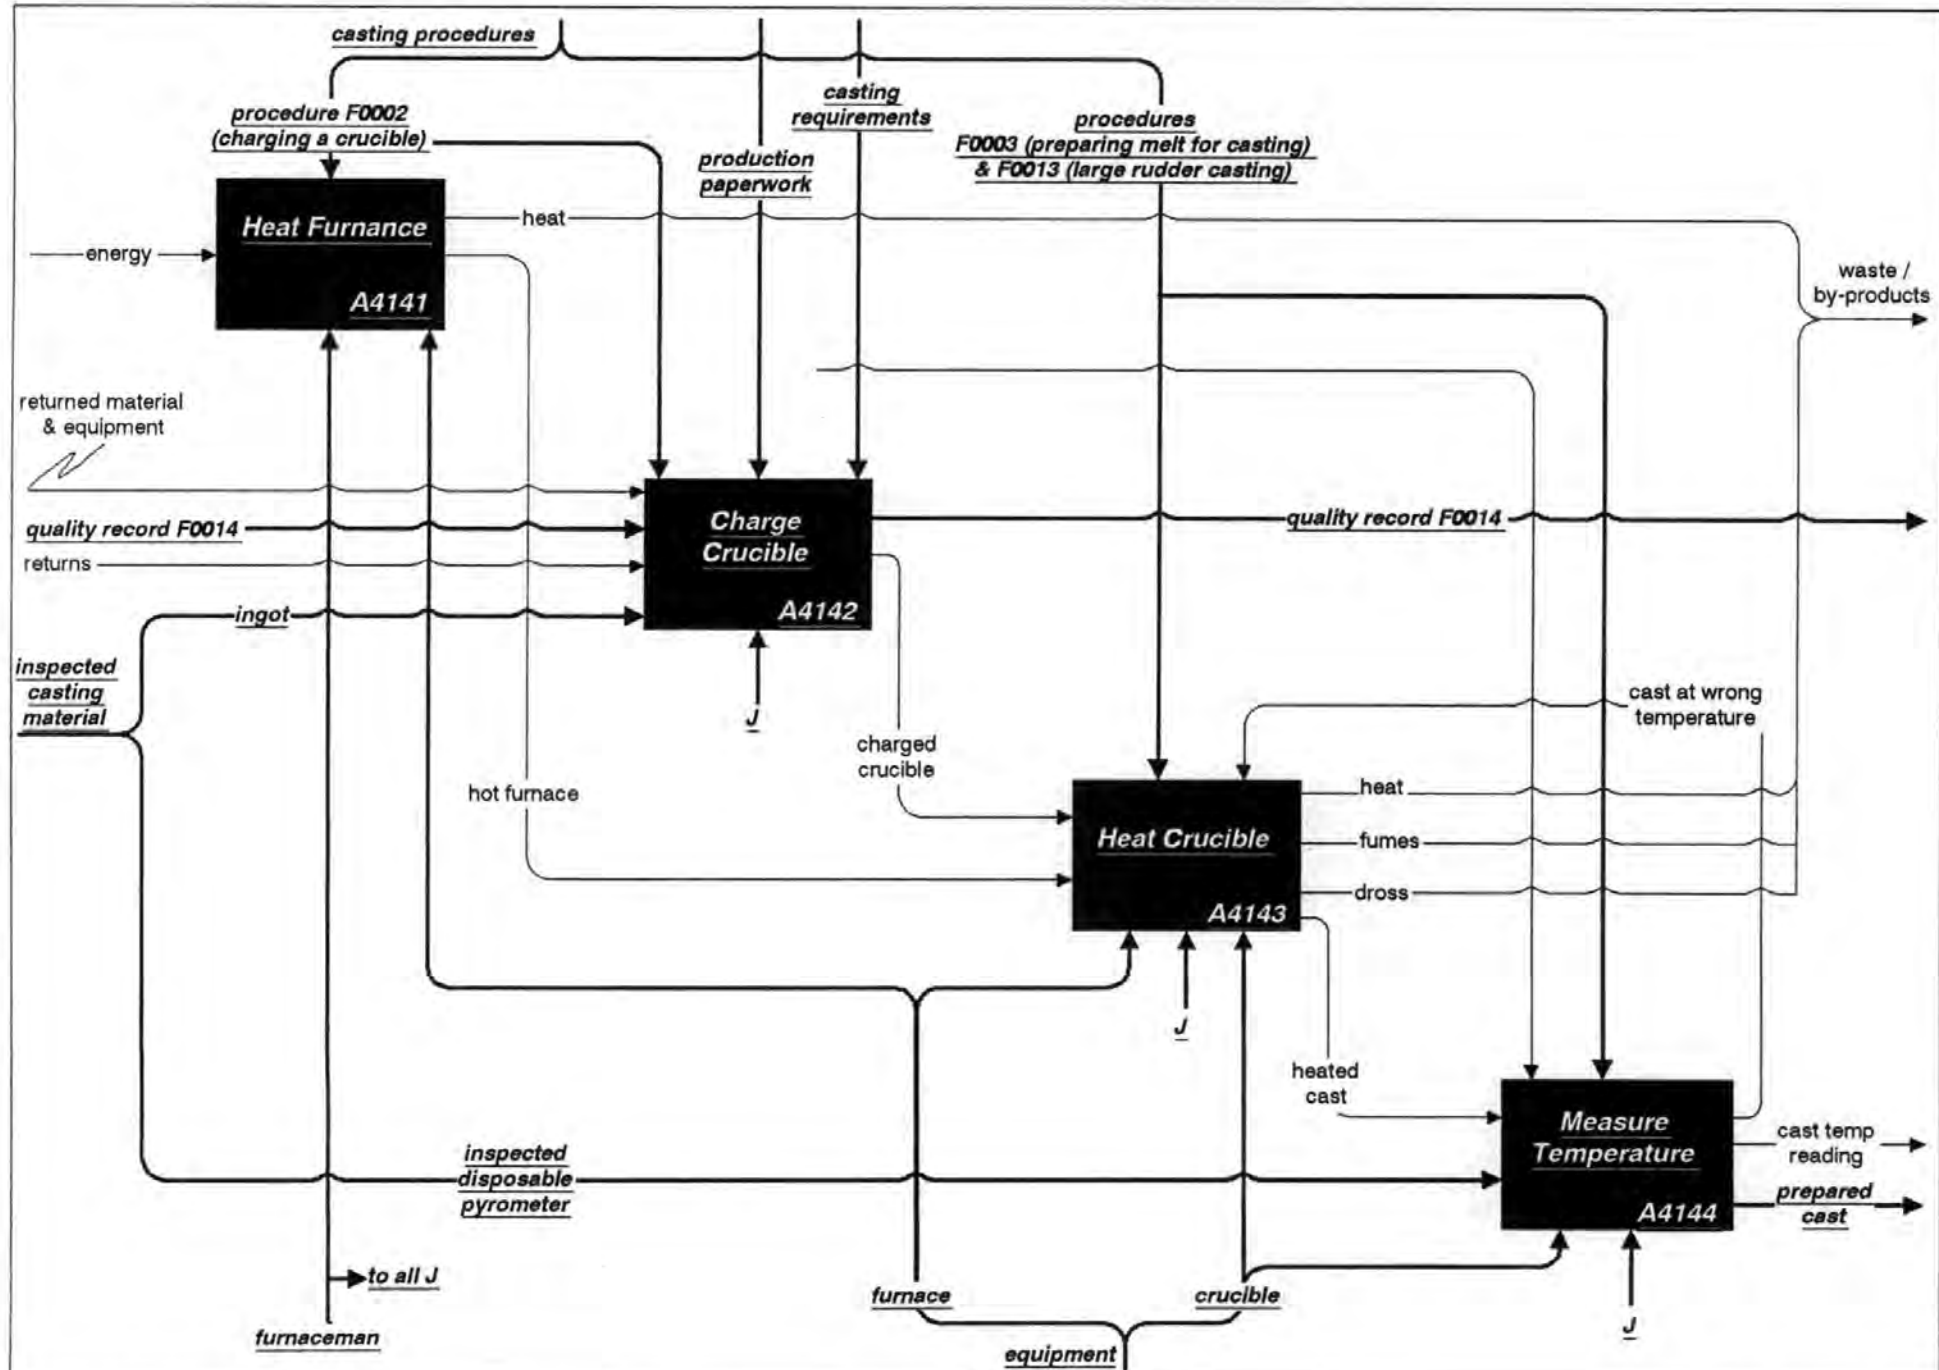 casting procedures
procedure F0002
(charging a crucible)
casting
requirements
procedures
F0003 (preparing melt for casting)
& F0013 (large rudder casting)
production
paperwork
heat
Heat Furnance
A4141
energy
waste /
by-products
returned material
& equipment
quality record F0014
returns
Charge
Crucible
A4142
quality record F0014
ingot
inspected
casting
material
J
cast at wrong
temperature
charged
crucible
hot furnace
Heat Crucible
A4143
heat
fumes
dross
J
heated
cast
Measure
Temperature
A4144
cast temp
reading
prepared
cast
inspected
disposable
pyrometer
to all J
furnaceman
furnace
crucible
J
equipment